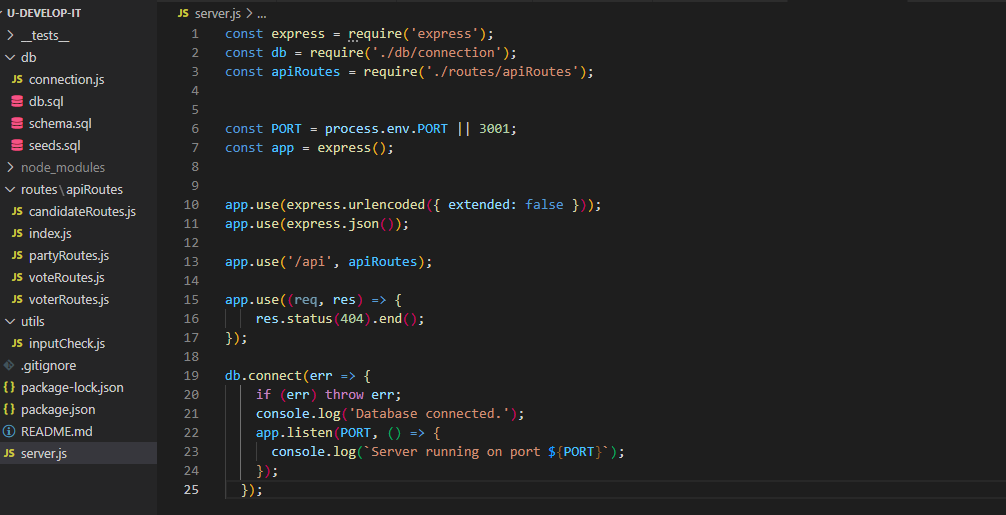 U-DEVELOP-IT
__tests__
db
JS connection.js
db.sql
schema.sql
seeds.sql
node_modules
routes\apiRoutes
JS candidateRoutes.js
JS index.js
JS partyRoutes.js
JS voteRoutes.js
JS voterRoutes.js
utils
JS inputCheck.js
.gitignore
{} package-lock.json
{} package.json
README.md
JS server.js
JS server.js > ...
1 const express = require('express');
2 const db = require('./db/connection');
3 const apiRoutes = require('./routes/apiRoutes');
4
5
6 const PORT = process.env.PORT || 3001;
7 const app = express();
8
9
10 app.use(express.urlencoded({ extended: false }));
11 app.use(express.json());
12
13 app.use('/api', apiRoutes);
14
15 app.use((req, res) => {
16     res.status(404).end();
17 });
18
19 db.connect(err => {
20     if (err) throw err;
21     console.log('Database connected.');
22     app.listen(PORT, () => {
23       console.log(`Server running on port ${PORT}`);
24     });
25   });